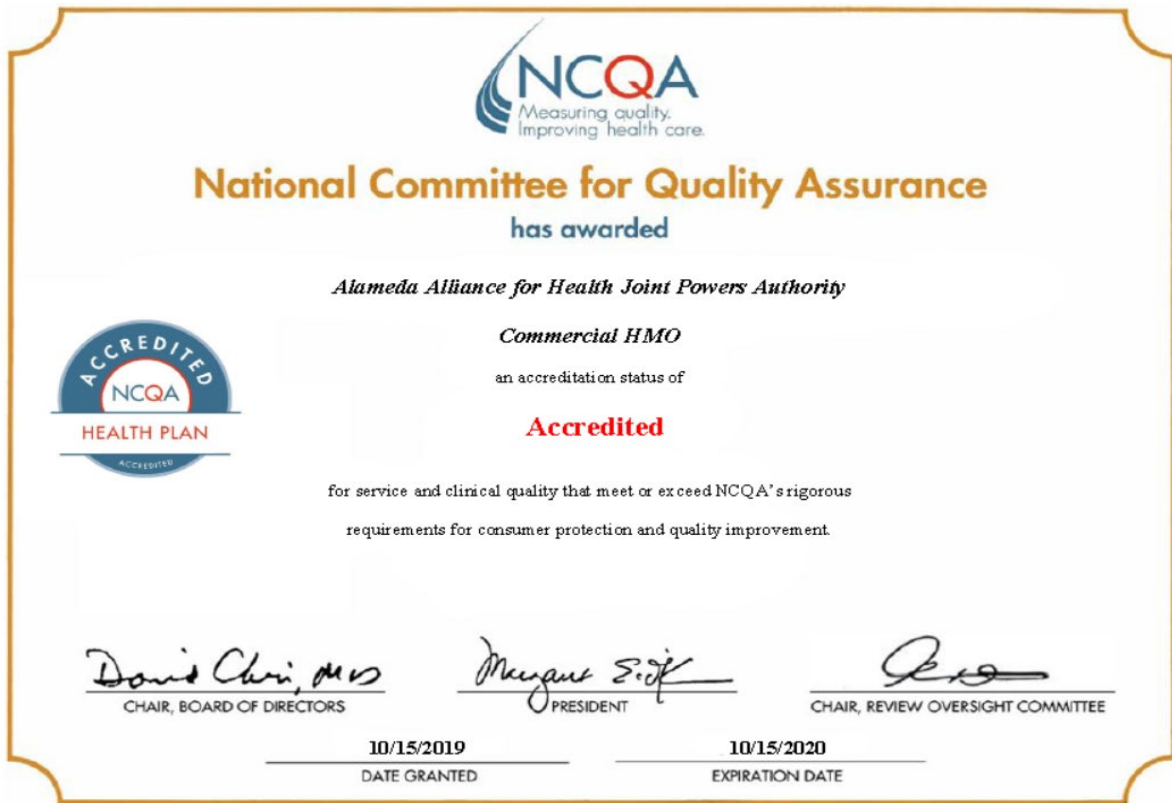 NCQA
Measuring quality.
Improving health care.
National Committee for Quality Assurance
has awarded
Alameda Alliance for Health Joint Powers Authority
Commercial HMO
an accreditation status of
Accredited
ACCREDITED
NCQA
HEALTH PLAN
ACCREDITED
for service and clinical quality that meet or exceed NCQA's rigorous
requirements for consumer protection and quality improvement.
CHAIR, BOARD OF DIRECTORS
PRESIDENT
CHAIR, REVIEW OVERSIGHT COMMITTEE
10/15/2019
10/15/2020
DATE GRANTED
EXPIRATION DATE